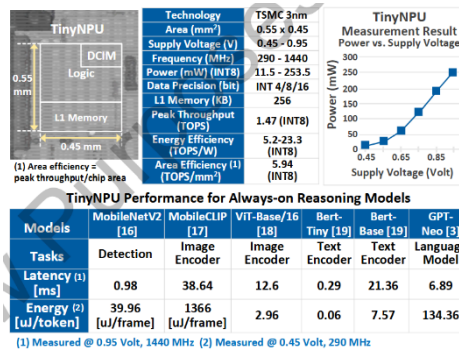 TinyNPU
DCIM
Logic
L1 Memory
0.55
mm
0.45 mm
(1) Area efficiency =
peak throughput/chip area
Technology TSMC 3nm
Area (mm²) 0.55 x 0.45
Supply Voltage (V) 0.45 - 0.95
Frequency (MHz) 290 - 1440
Power (mW) (INT8) 11.5-253.5
Data Precision (bit) INT 4/8/16
L1 Memory (KB) 256
Peak Throughput (TOPS) 1.47 (INT8)
Energy Efficiency (TOPS/W) 5.2-23.3 (INT8)
Area Efficiency (1) (TOPS/mm²) 5.94 (INT8)
TinyNPU
Measurement Result
Power vs. Supply Voltage
Power (mW)
300
250
200
150
100
50
0
0.45 0.65 0.85
Supply Voltage (Volt)
TinyNPU Performance for Always-on Reasoning Models
Models MobileNetV2 [16] MobileCLIP [17] ViT-Base/16 [18] Bert-Tiny [19] Bert-Base [19] GPT-Neo [3]
Tasks Detection Image Encoder Image Encoder Text Encoder Text Encoder Language Model
Latency (1) [ms] 0.98 38.64 12.6 0.29 21.36 6.89
Energy (2) [uJ/token] 39.96 [uJ/frame] 1366 [uJ/frame] 2.96 0.06 7.57 134.36
(1) Measured @ 0.95 Volt, 1440 MHz (2) Measured @ 0.45 Volt, 290 MHz